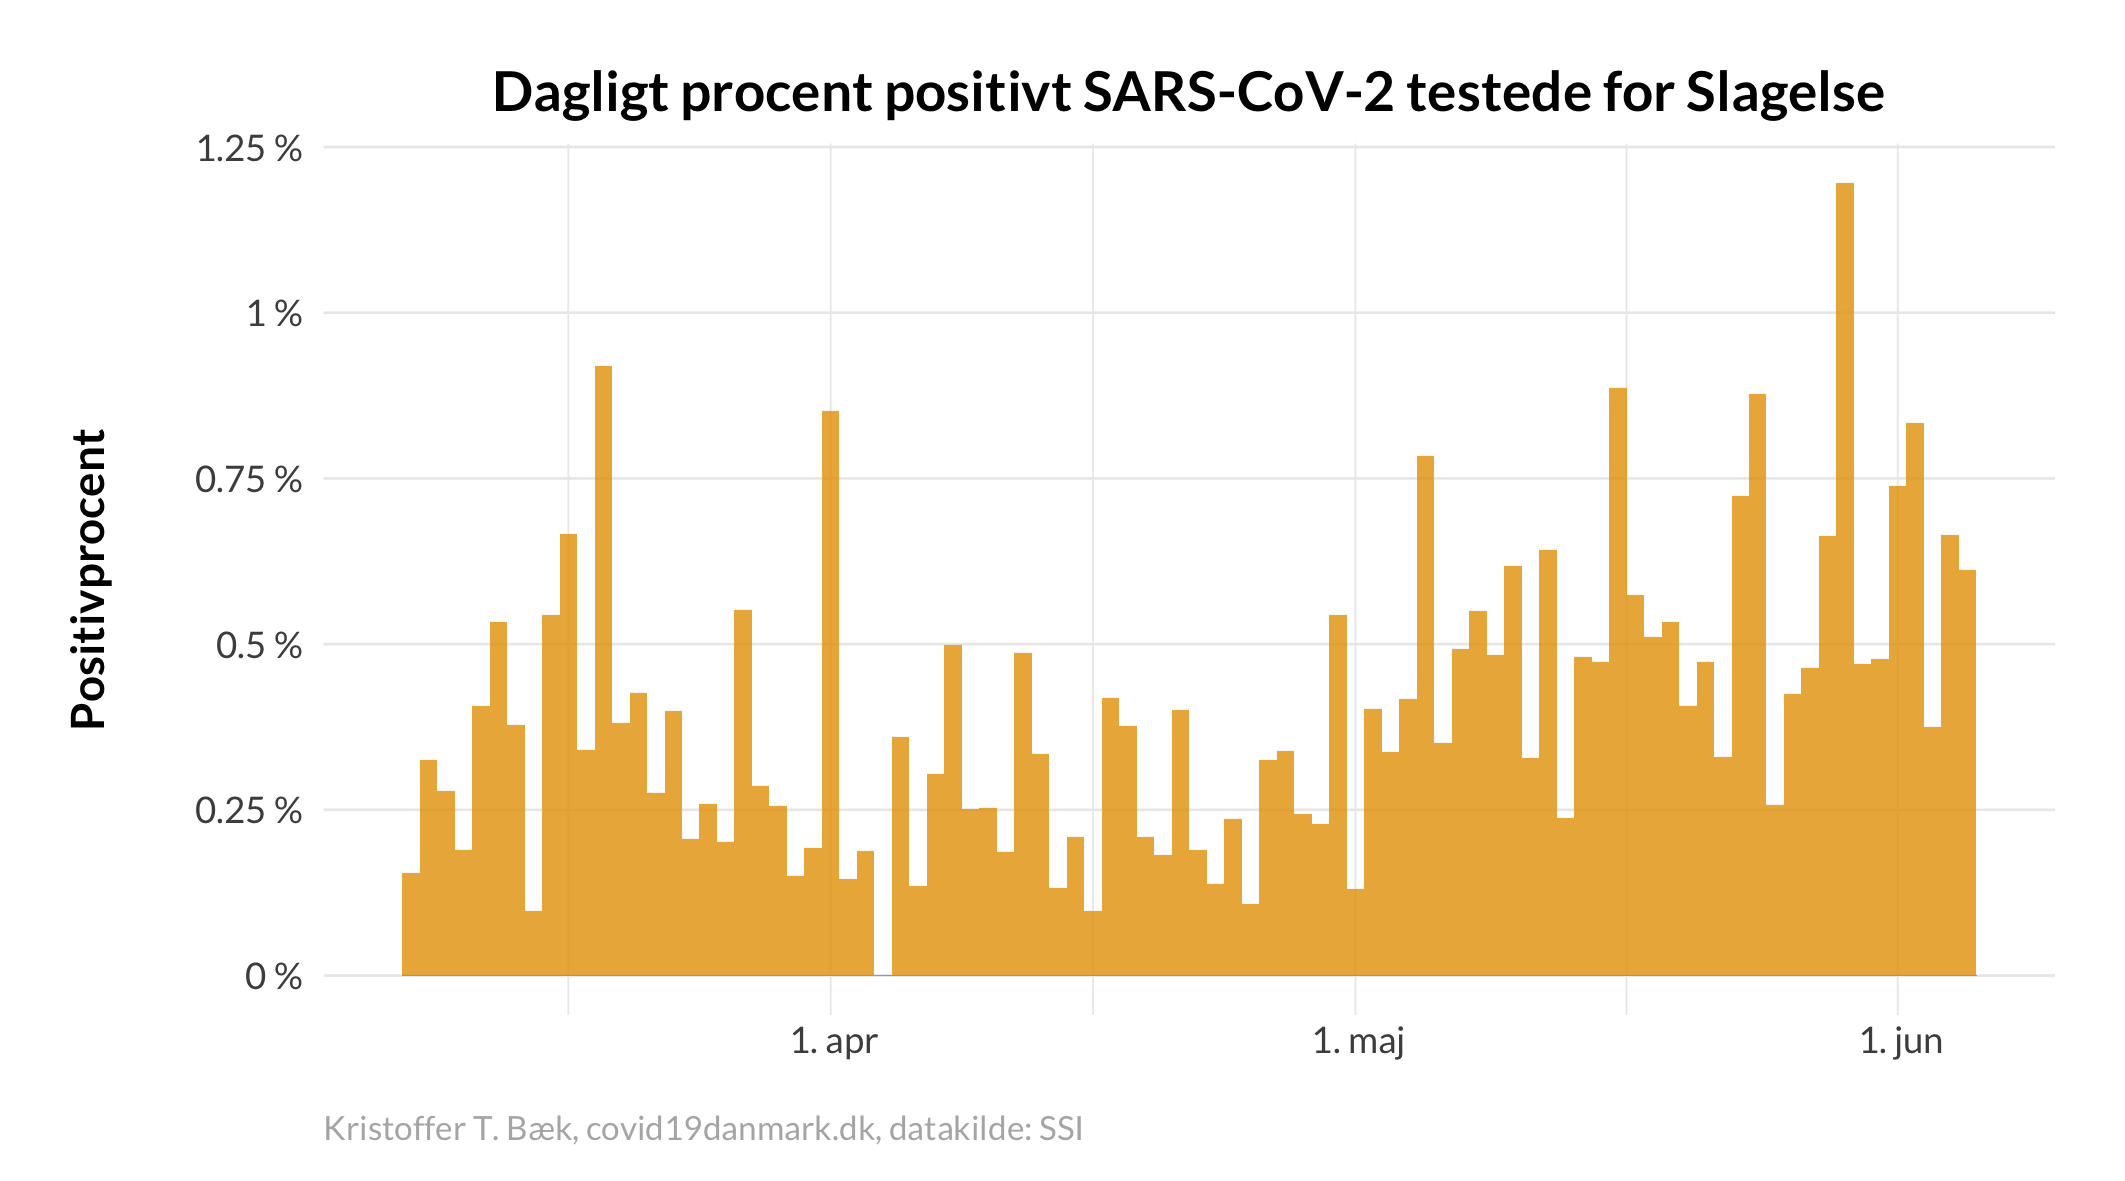 Dagligt procent positivt SARS-CoV-2 testede for Slagelse
Positivprocent
1.25 %
1 %
0.75 %
0.5 %
0.25 %
0 %
1. apr
1. maj
1. jun
Kristoffer T. Bæk, covid19danmark.dk, datakilde: SSI